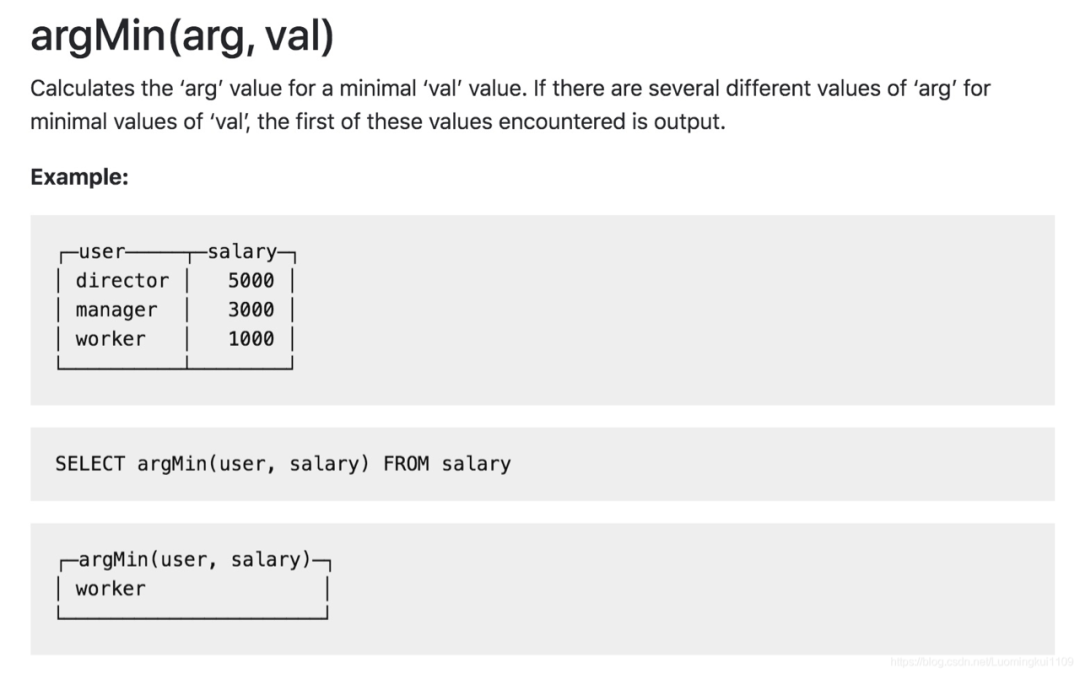 argMin(arg, val)
Calculates the ‘arg’ value for a minimal ‘val’ value. If there are several different values of ‘arg’ for
minimal values of ‘val’, the first of these values encountered is output.
Example:
┌─user─────┬─salary─┐
│ director │   5000 │
│ manager  │   3000 │
│ worker   │   1000 │
└──────────┴────────┘
SELECT argMin(user, salary) FROM salary
┌─argMin(user, salary)─┐
│ worker               │
└──────────────────────┘
https://blog.csdn.net/Luomingkui1109